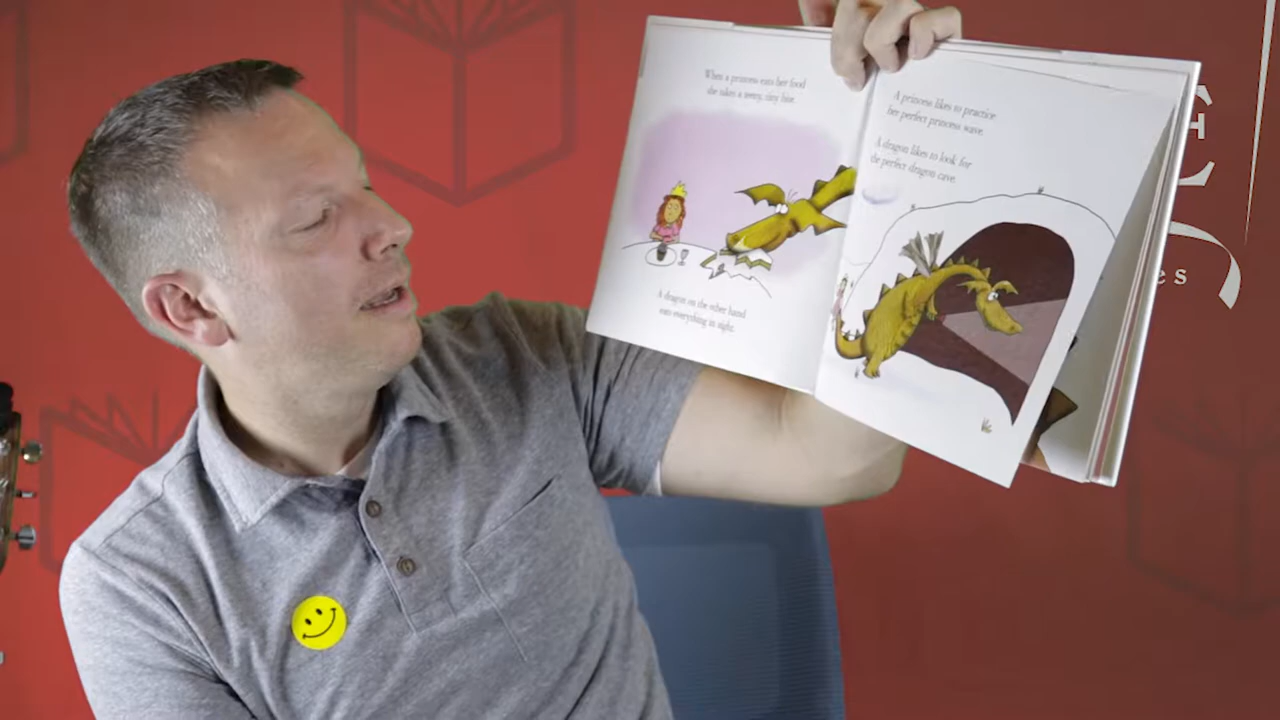 When a princess eats her food
she takes a teeny, tiny bite.
A dragon on the other hand
eats everything in sight.
A princess likes to practice
her perfect princess wave.
A dragon likes to look for
the perfect dragon cave.
E
es